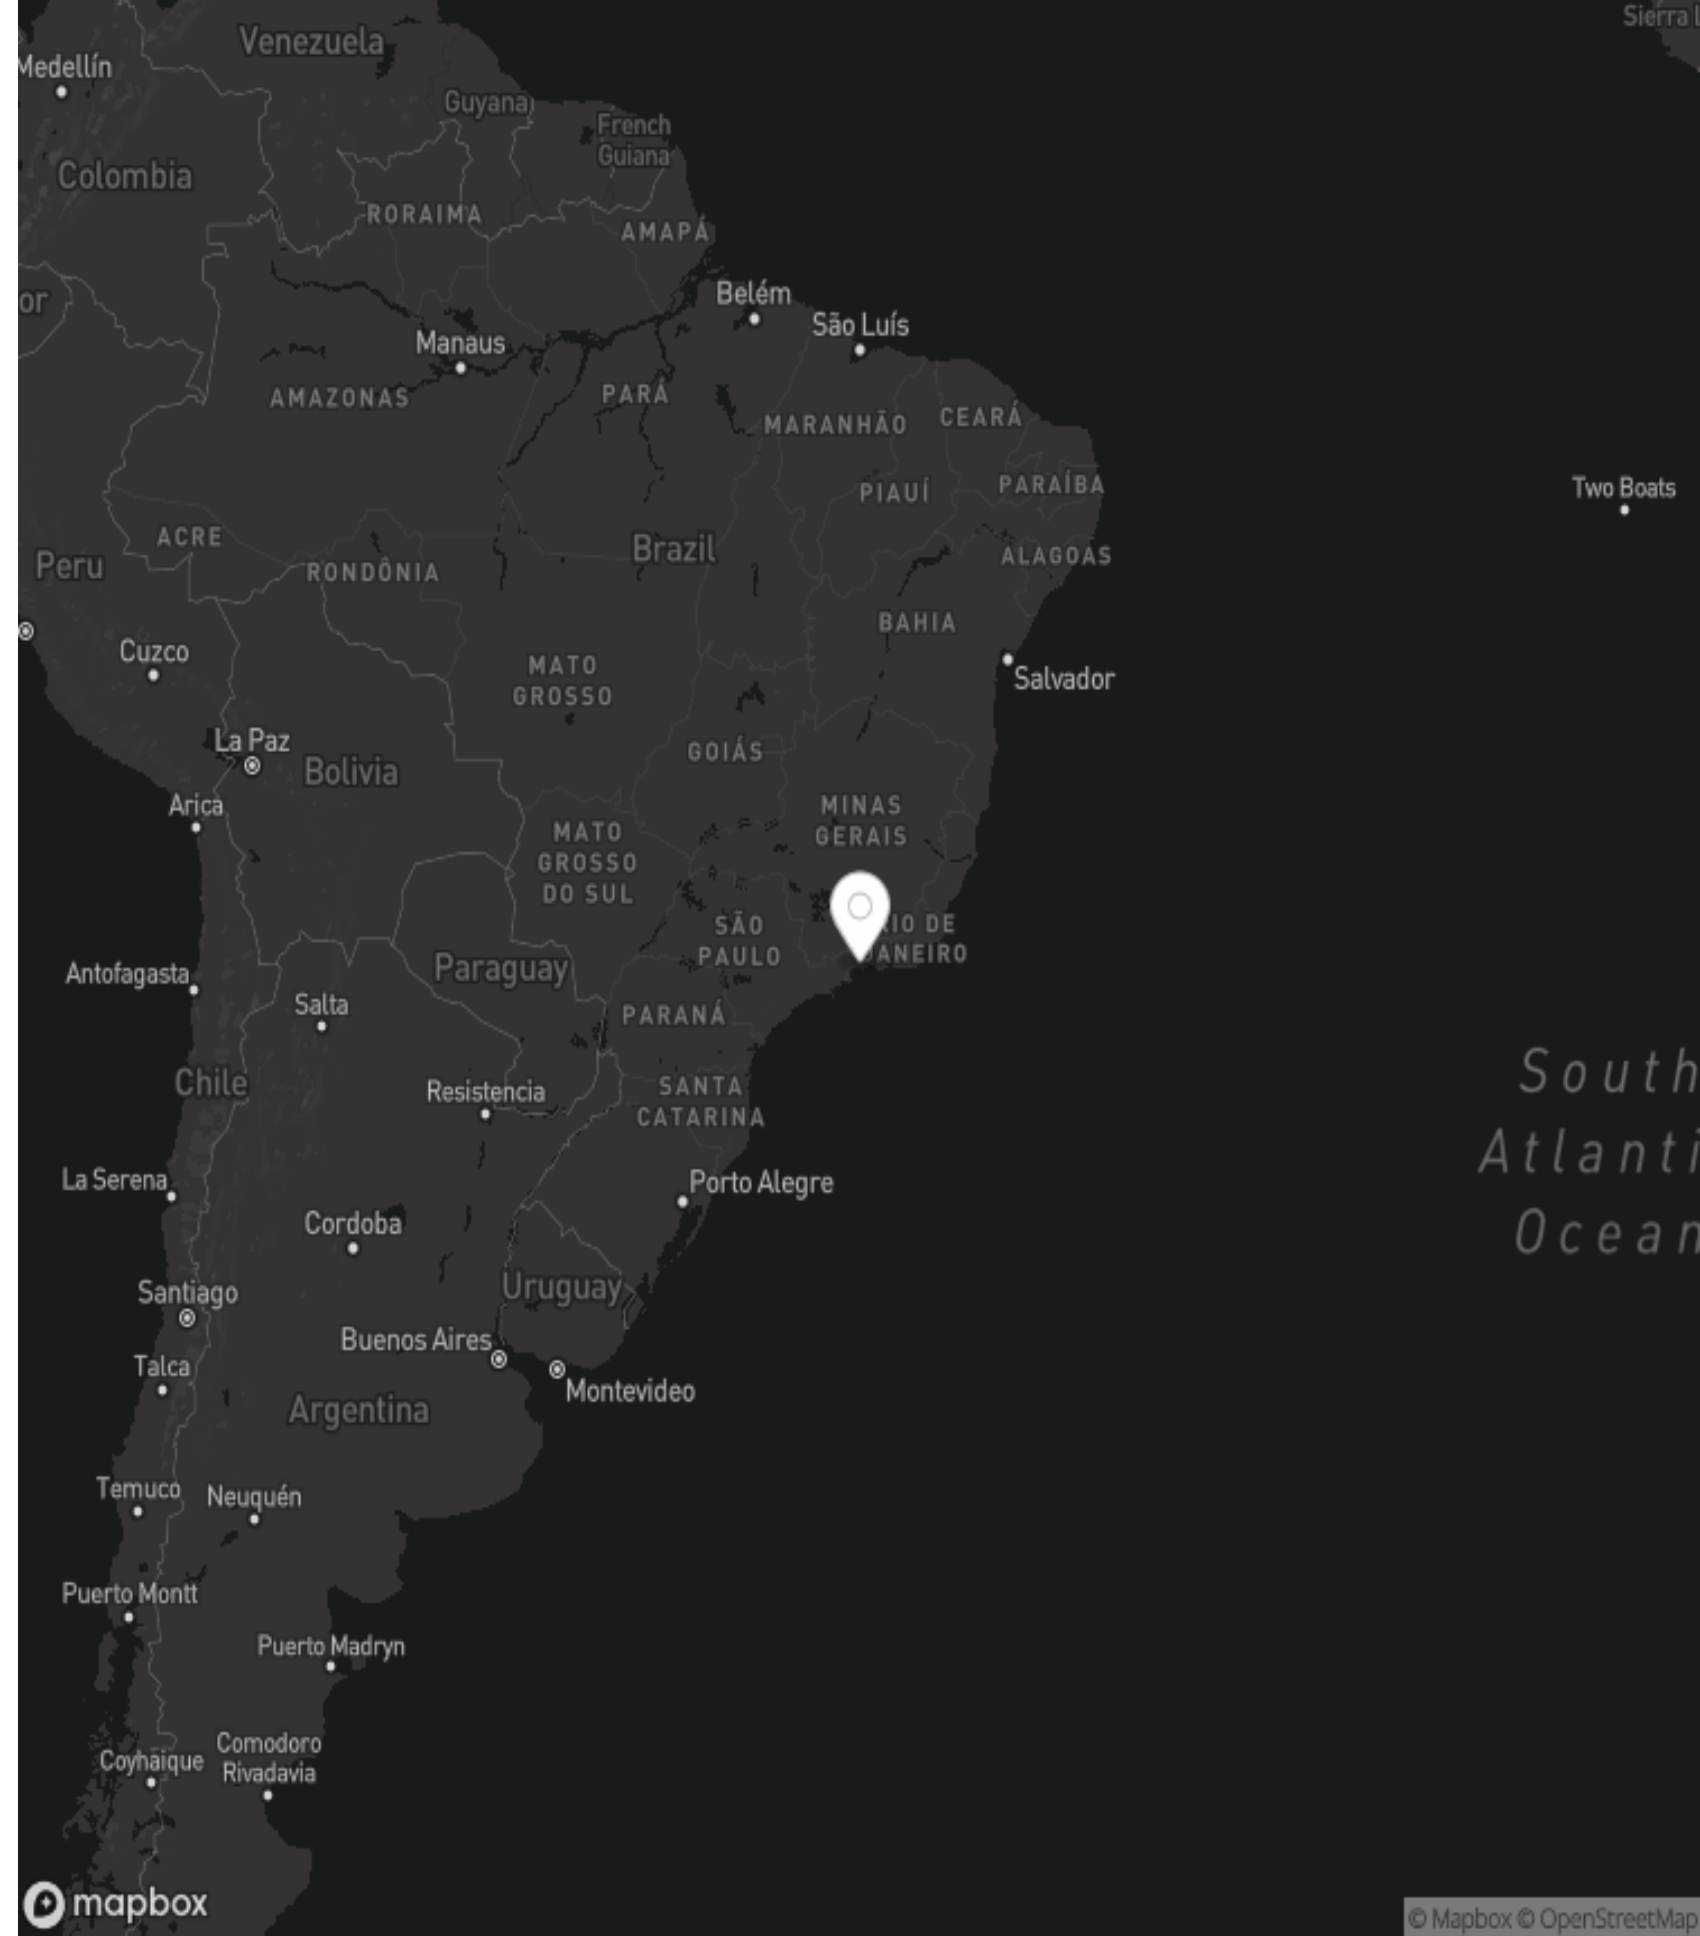 Venezuela
Sierra L
Medellín
Guyana
French
Guiana
Colombia
RORAIMA
AMAPÁ
Belém
or
São Luís
Manaus
AMAZONAS
PARÁ
MARANHÃO
CEARÁ
PIAUÍ
PARAÍBA
Two Boats
ACRE
Brazil
ALAGOAS
Peru
RONDÔNIA
BAHIA
Cuzco
MATO
GROSSO
Salvador
La Paz
GOIÁS
Bolivia
Arica
MINAS
GERAIS
MATO
GROSSO
DO SUL
SÃO
PAULO
IO DE
JANEIRO
Antofagasta
Paraguay
Salta
PARANÁ
South
Atlanti
Ocean
Chile
Resistencia
SANTA
CATARINA
La Serena
Porto Alegre
Cordoba
Uruguay
Santiago
Buenos Aires
Talca
Montevideo
Argentina
Temuco
Neuquén
Puerto Montt
Puerto Madryn
Comodoro
Rivadavia
Coyhaique
mapbox
© Mapbox © OpenStreetMap